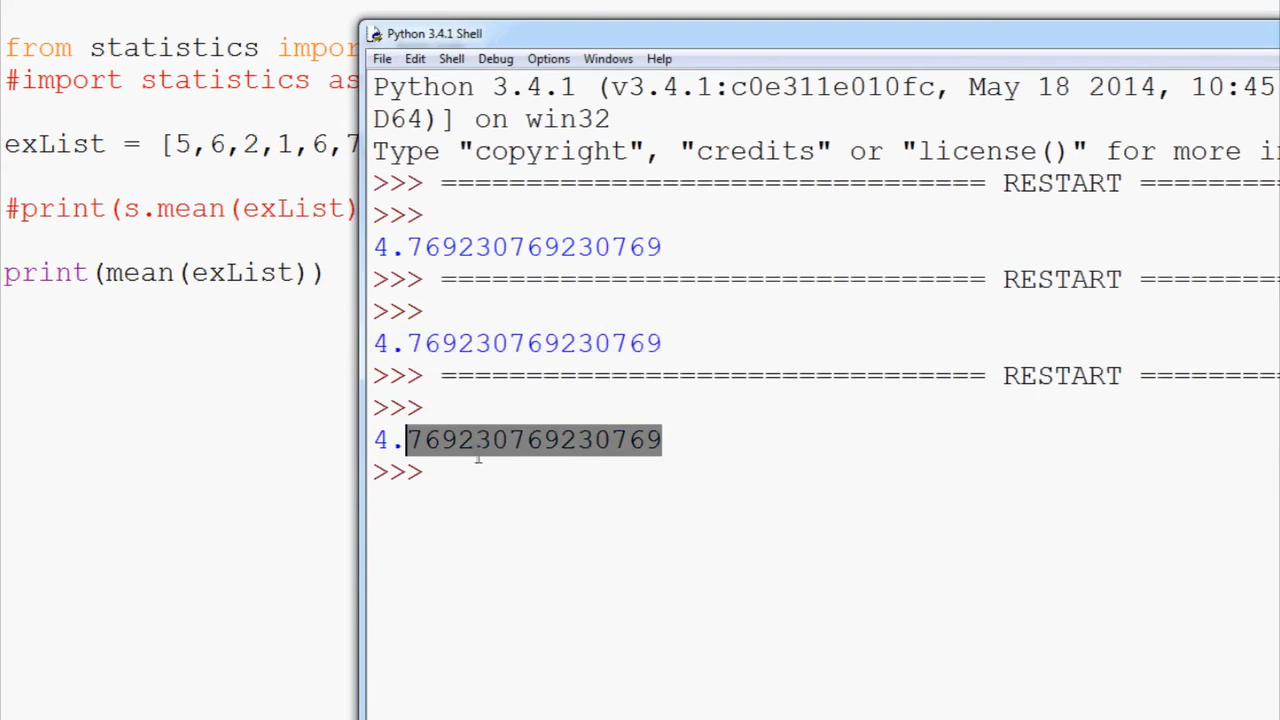 from statistics impor
#import statistics as
exList = [5,6,2,1,6,7
#print(s.mean(exList)
print(mean(exList))
Python 3.4.1 Shell
File Edit Shell Debug Options Windows Help
Python 3.4.1 (v3.4.1:c0e311e010fc, May 18 2014, 10:45
D64)] on win32
Type "copyright", "credits" or "license()" for more in
>>> ================================ RESTART ========
>>>
4.769230769230769
>>> ================================ RESTART ========
>>>
4.769230769230769
>>> ================================ RESTART ========
>>>
4.769230769230769
>>>